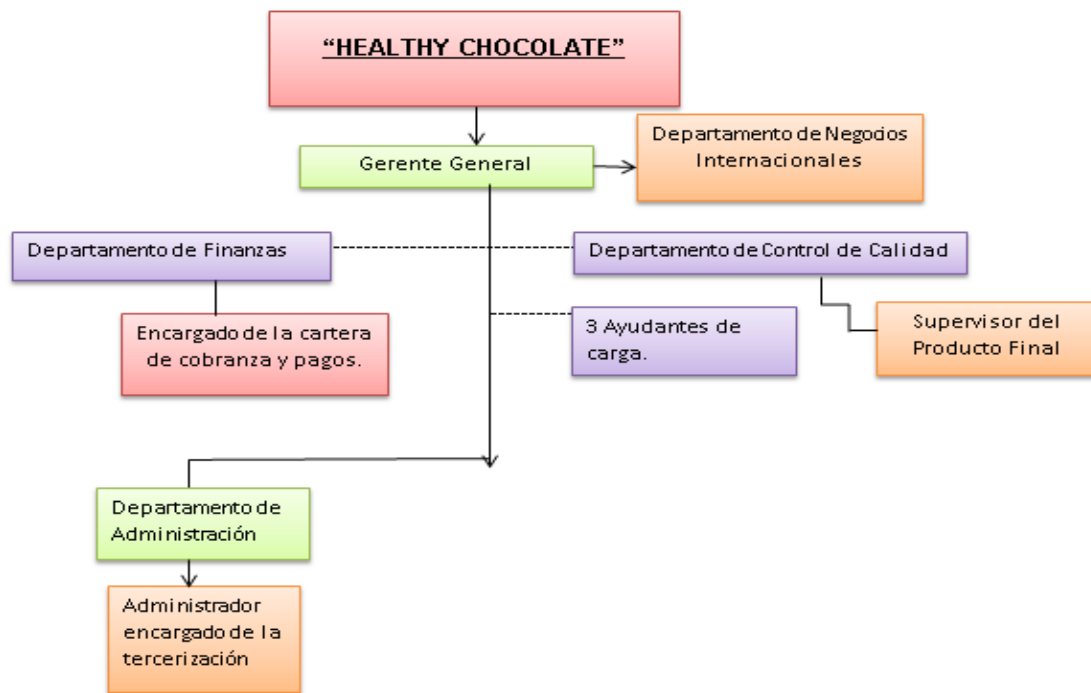 “HEALTHY CHOCOLATE”
Departamento de Negocios
Internacionales
Gerente General
Departamento de Finanzas
Departamento de Control de Calidad
Encargado de la cartera
de cobranza y pagos.
3 Ayudantes de
carga.
Supervisor del
Producto Final
Departamento de
Administración
Administrador
encargado de la
tercerización